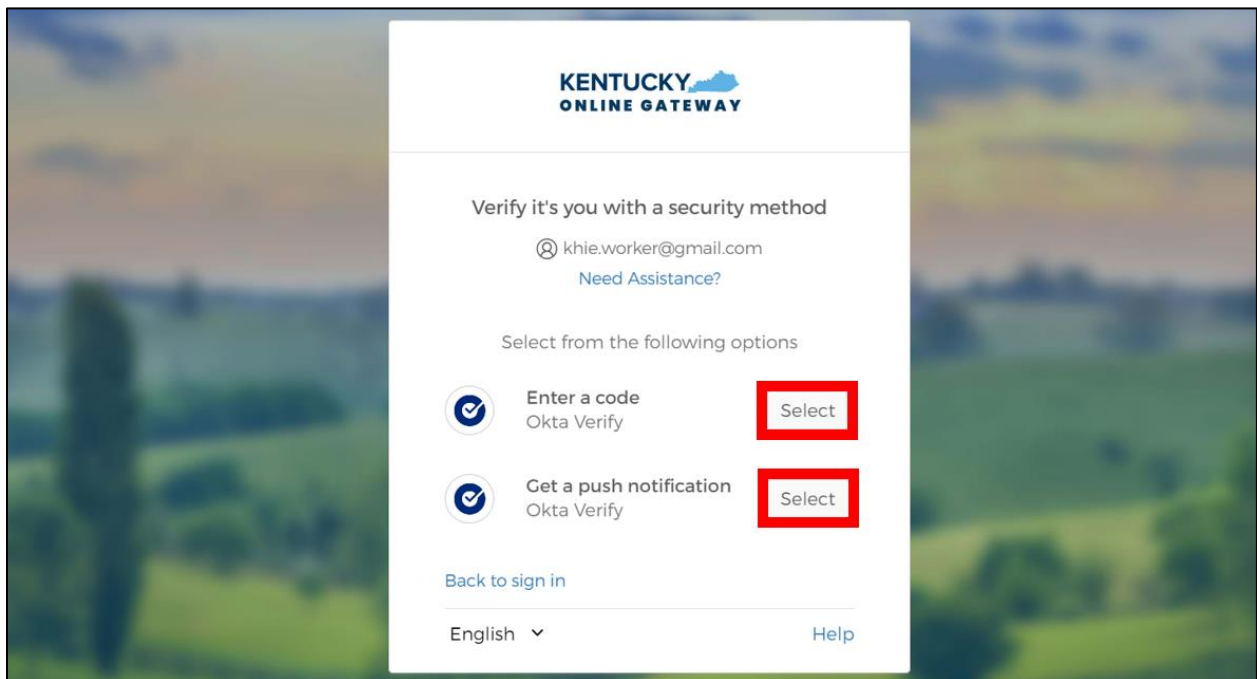 KENTUCKY
ONLINE GATEWAY
Verify it's you with a security method
khie.worker@gmail.com
Need Assistance?
Select from the following options
Enter a code
Okta Verify
Select
Get a push notification
Okta Verify
Select
Back to sign in
English
Help